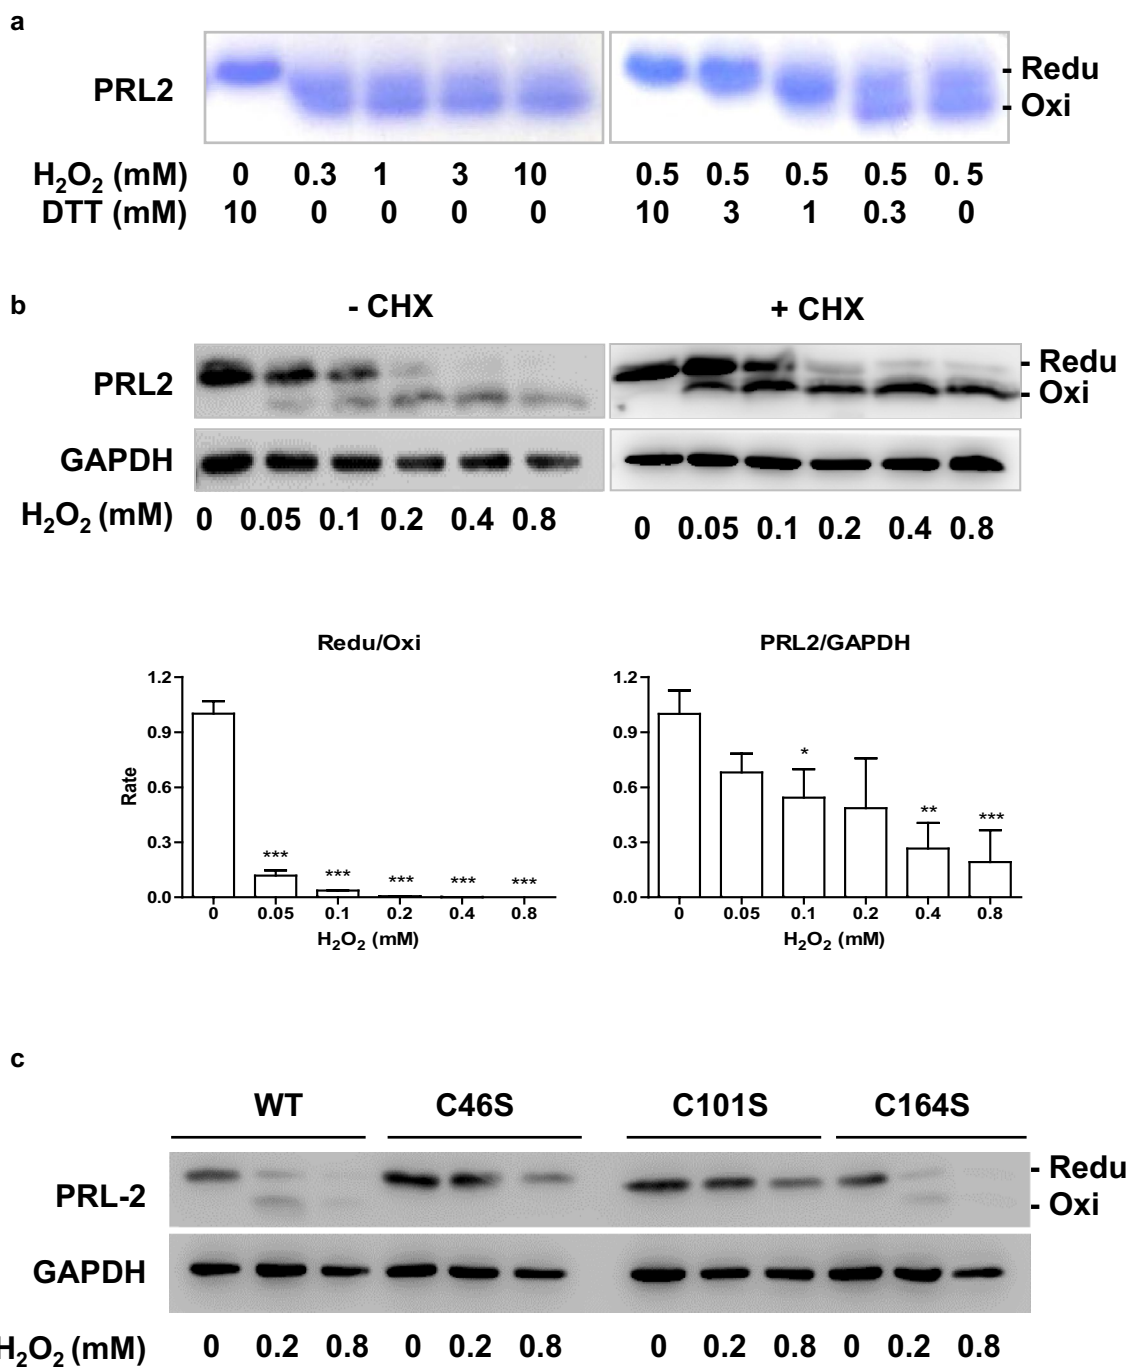 a
PRL2
- Redu
- Oxi
H₂O₂ (mM) 0 0.3 1 3 10 0.5 0.5 0.5 0.5 0. 5
DTT (mM) 10 0 0 0 0 10 3 1 0.3 0
b
- CHX + CHX
PRL2
- Redu
- Oxi
GAPDH
H₂O₂ (mM) 0 0.05 0.1 0.2 0.4 0.8 0 0.05 0.1 0.2 0.4 0.8
Redu/Oxi
1.2
0.9
0.6
0.3
0.0
Rate
*** *** *** *** ***
0 0.05 0.1 0.2 0.4 0.8
H₂O₂ (mM)
PRL2/GAPDH
1.2
0.9
0.6
0.3
0.0
* ** ***
0 0.05 0.1 0.2 0.4 0.8
H₂O₂ (mM)
c
WT C46S C101S C164S
PRL-2
- Redu
- Oxi
GAPDH
H₂O₂ (mM) 0 0.2 0.8 0 0.2 0.8 0 0.2 0.8 0 0.2 0.8